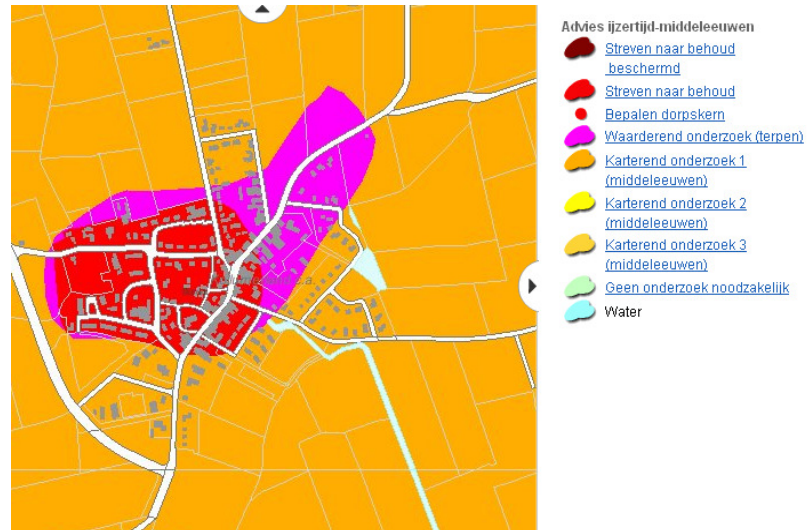 Advies ijzertijd-middeleeuwen
Streven naar behoud
beschermd
Streven naar behoud
Bepalen dorpskern
Waarderend onderzoek (terpen)
Karterend onderzoek 1
(middeleeuwen)
Karterend onderzoek 2
(middeleeuwen)
Karterend onderzoek 3
(middeleeuwen)
Geen onderzoek noodzakelijk
Water